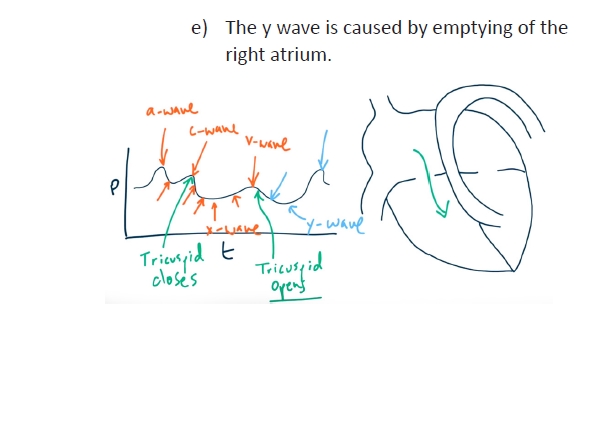 e) The y wave is caused by emptying of the
right atrium.
a-wave
c-wave
v-wave
P
x-wave
y-wave
t
Tricuspid
closes
Tricuspid
opens